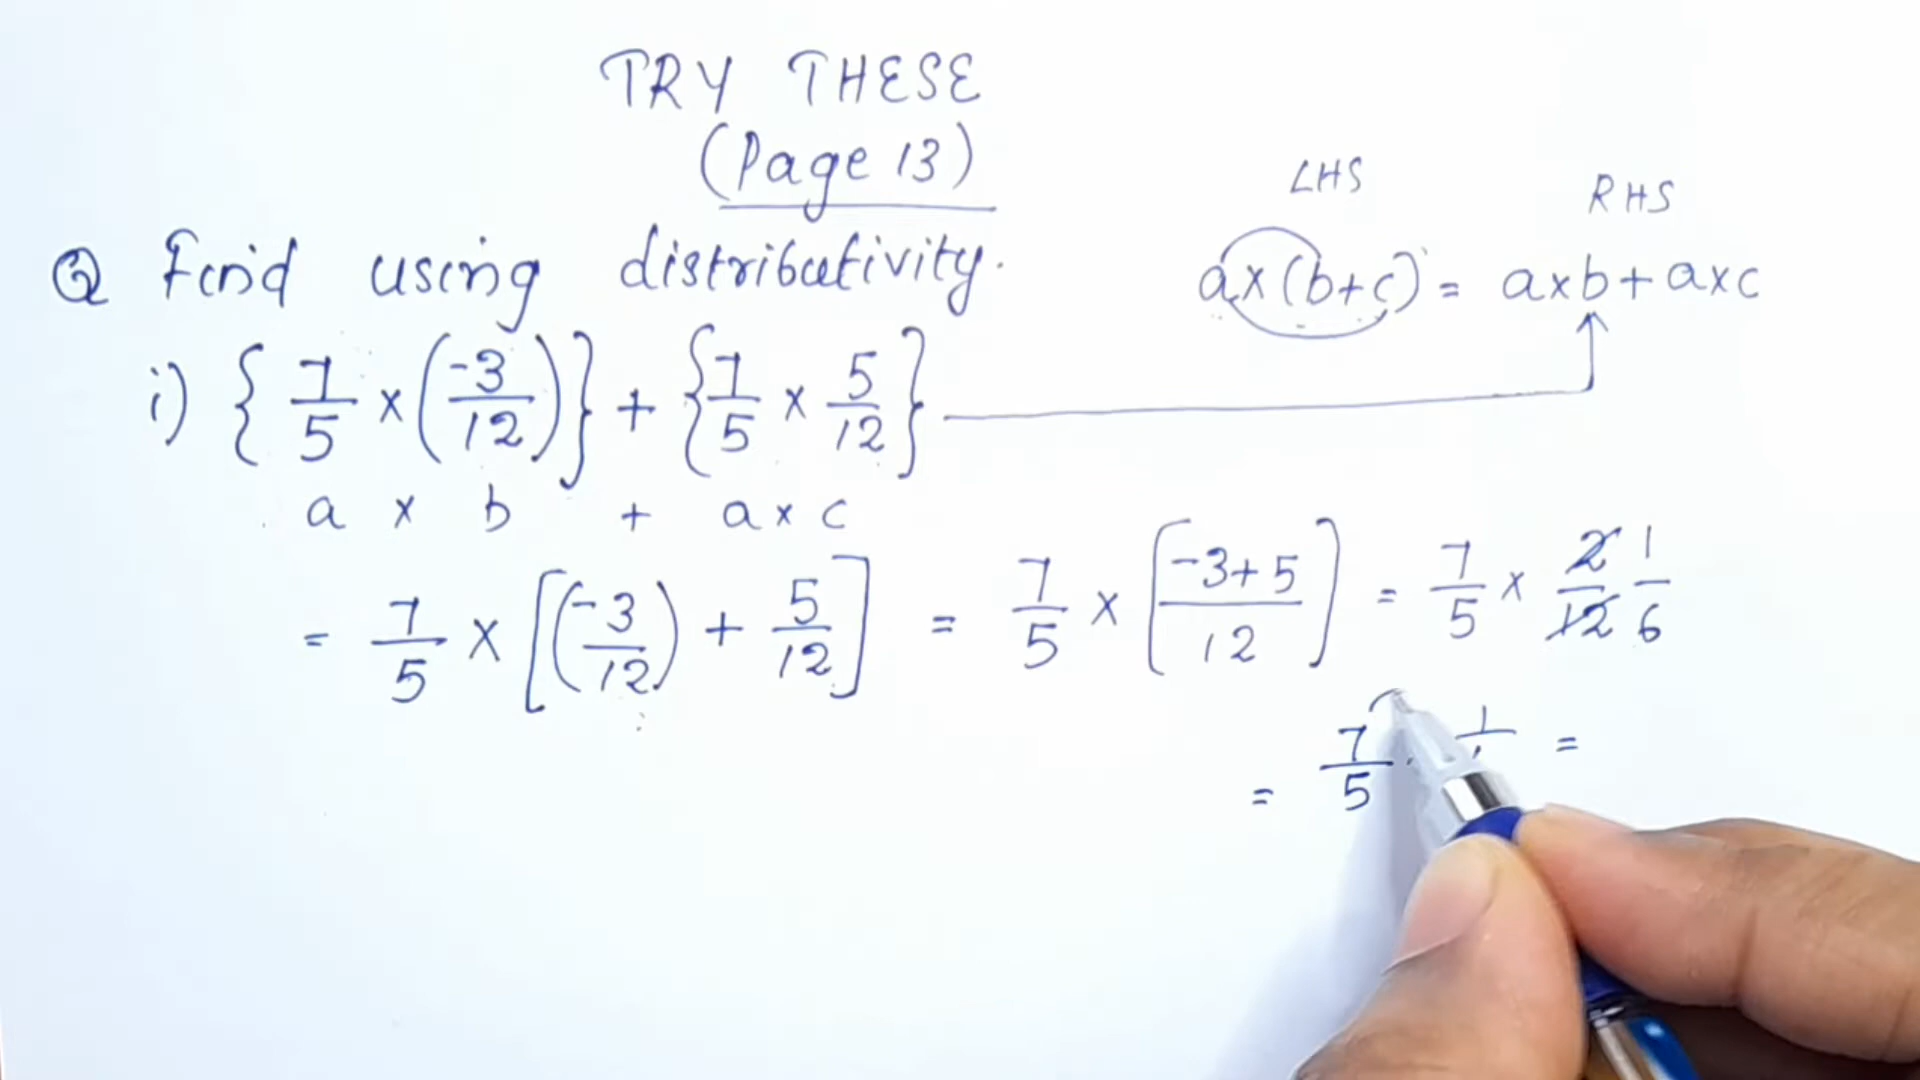 TRY THESE
(Page 13)
LHS RHS
Q Find using distributivity.
a×(b+c) = a×b+a×c
i) { 7/5 × (-3/12) } + { 7/5 × 5/12 }
a × b + a × c
= 7/5 × [(-3/12) + 5/12] = 7/5 × [-3+5/12] = 7/5 × 2/12 1/6
= 7/5 1 =